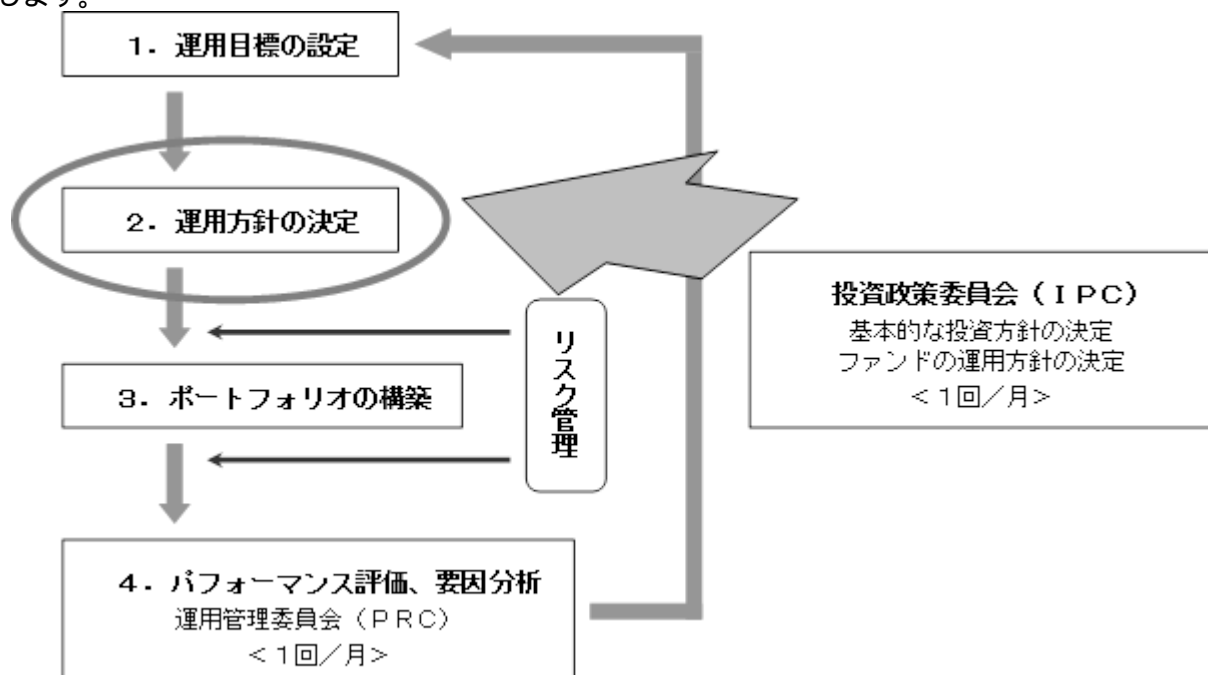 します。
1．運用目標の設定
2．運用方針の決定
投資政策委員会（ＩＰＣ）
基本的な投資方針の決定
ファンドの運用方針の決定
＜１回／月＞
リスク管理
3．ポートフォリオの構築
4．パフォーマンス評価、要因分析
運用管理委員会（ＰＲＣ）
＜１回／月＞